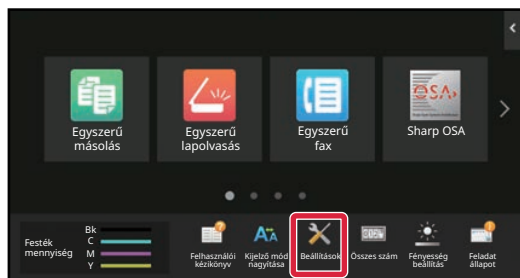 Egyszerű
másolás
Egyszerű
lapolvasás
Egyszerű
fax
OSA
Sharp OSA
Festék
mennyiség
Bk
C
M
Y
Felhasználói
kézikönyv
Kijelző mód
nagyítása
Beállítások
Összes szám
Fényesség
beállítás
Feladat
állapot